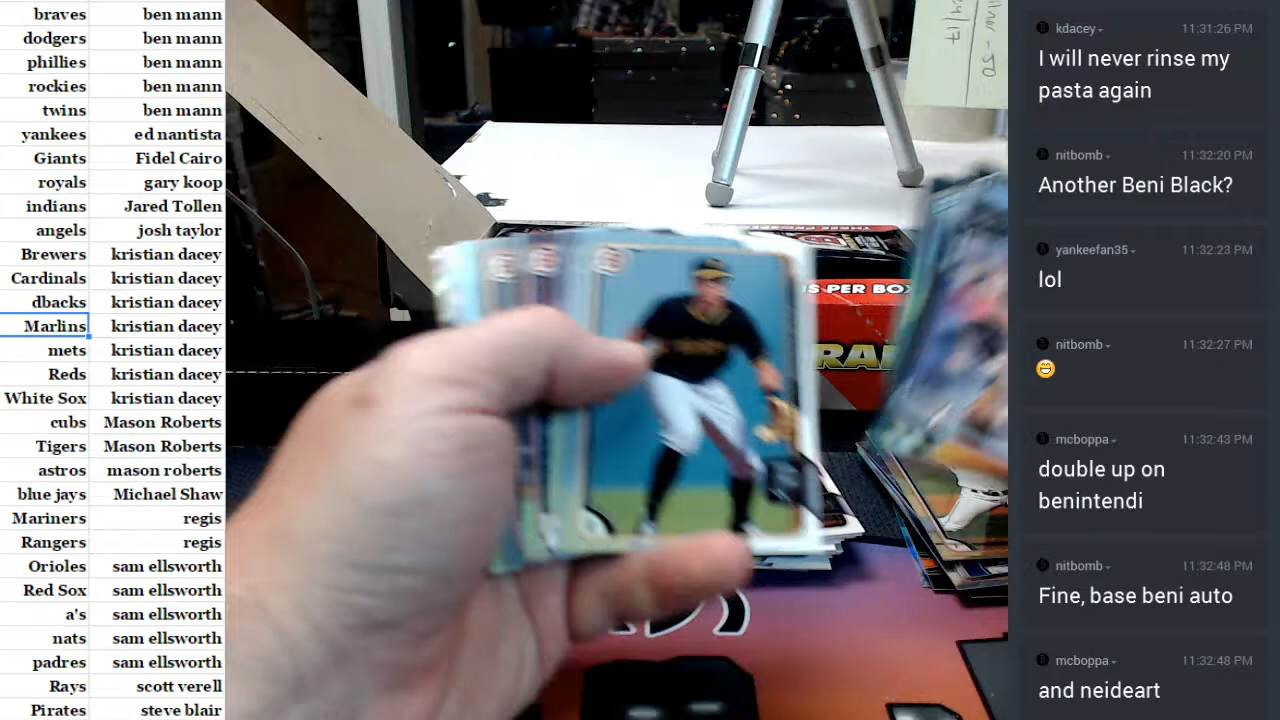 braves ben mann
dodgers ben mann
phillies ben mann
rockies ben mann
twins ben mann
yankees ed nantista
Giants Fidel Cairo
royals gary koop
indians Jared Tollen
angels josh taylor
Brewers kristian dacey
Cardinals kristian dacey
dbacks kristian dacey
Marlins kristian dacey
mets kristian dacey
Reds kristian dacey
White Sox kristian dacey
cubs Mason Roberts
Tigers Mason Roberts
astros mason roberts
blue jays Michael Shaw
Mariners regis
Rangers regis
Orioles sam ellsworth
Red Sox sam ellsworth
a's sam ellsworth
nats sam ellsworth
padres sam ellsworth
Rays scott verell
Pirates steve blair
S PER BOX
kdacey 11:31:26 PM
I will never rinse my
pasta again
nitbomb 11:32:20 PM
Another Beni Black?
yankeefan35 11:32:23 PM
lol
nitbomb 11:32:27 PM
😁
mcboppa 11:32:43 PM
double up on
benintendi
nitbomb 11:32:48 PM
Fine, base beni auto
mcboppa 11:32:48 PM
and neideart